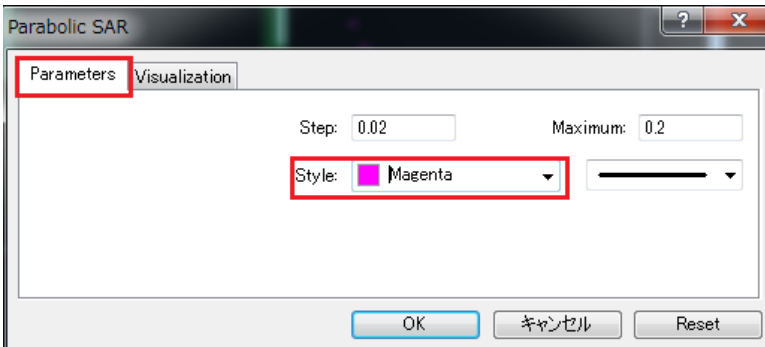 Parabolic SAR
Parameters Visualization
Step: 0.02 Maximum: 0.2
Style: Magenta
OK キャンセル Reset